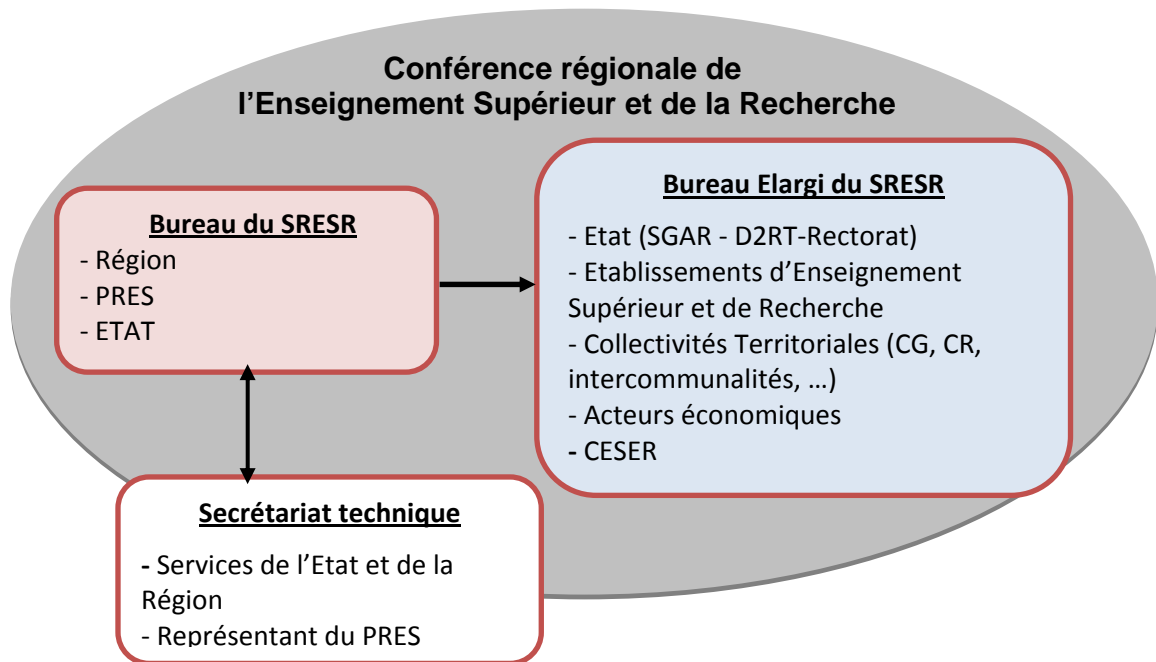 Conférence régionale de
l’Enseignement Supérieur et de la Recherche
Bureau du SRESR
- Région
- PRES
- ETAT
Bureau Elargi du SRESR
- Etat (SGAR - D2RT-Rectorat)
- Etablissements d’Enseignement
Supérieur et de Recherche
- Collectivités Territoriales (CG, CR,
intercommunalités, …)
- Acteurs économiques
- CESER
Secrétariat technique
- Services de l’Etat et de la
Région
- Représentant du PRES